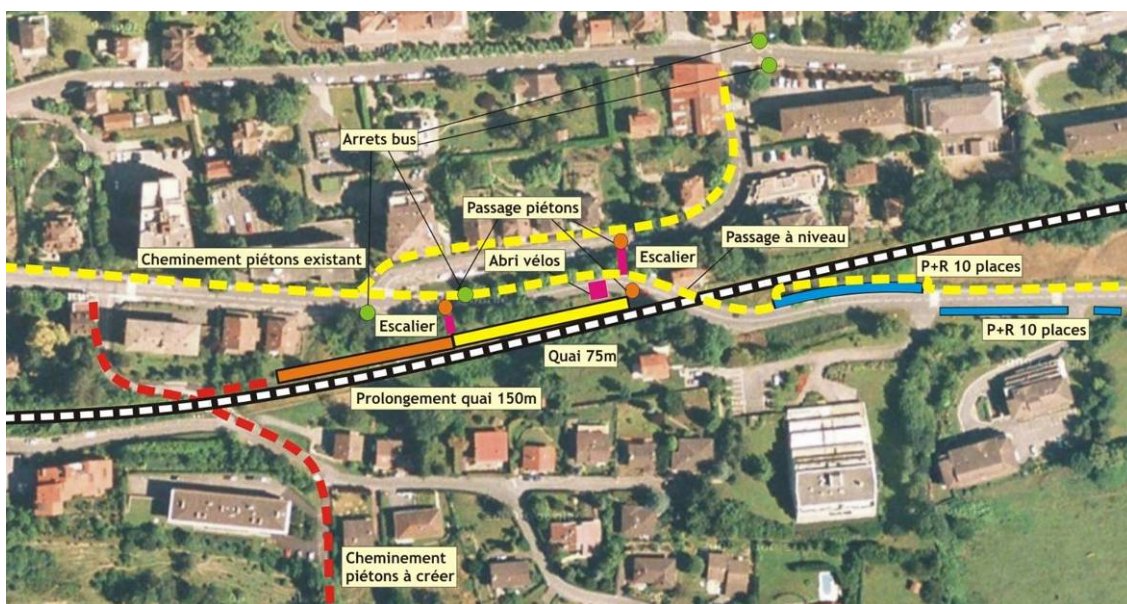 Arrets bus
Passage piétons
Cheminement piétons existant
Abri vélos
Escalier
Passage à niveau
P+R 10 places
Escalier
P+R 10 places
Quai 75m
Prolongement quai 150m
Cheminement
piétons à créer